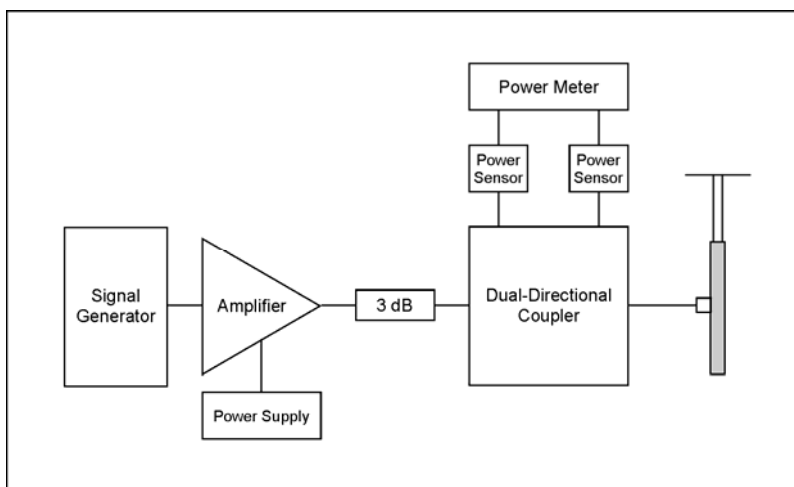 Power Meter
Power
Sensor
Power
Sensor
Signal
Generator
Amplifier
3 dB
Dual-Directional
Coupler
Power Supply